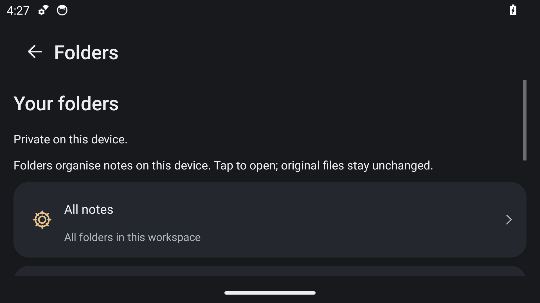 4:27
Folders
Your folders
Private on this device.
Folders organise notes on this device. Tap to open; original files stay unchanged.
All notes
All folders in this workspace